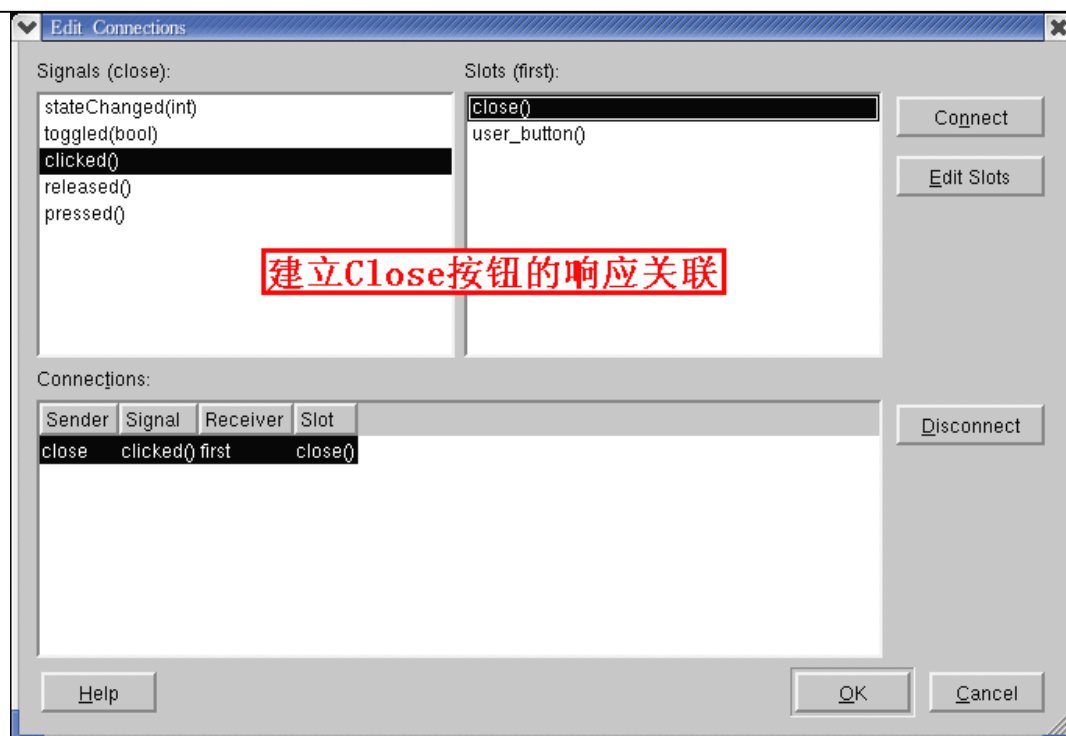 Edit Connections
Signals (close):
Slots (first):
stateChanged(int)
toggled(bool)
clicked()
released()
pressed()
close()
user_button()
Connect
Edit Slots
建立Close按钮的响应关联
Connections:
Sender Signal Receiver Slot
close clicked() first close()
Disconnect
Help
OK
Cancel